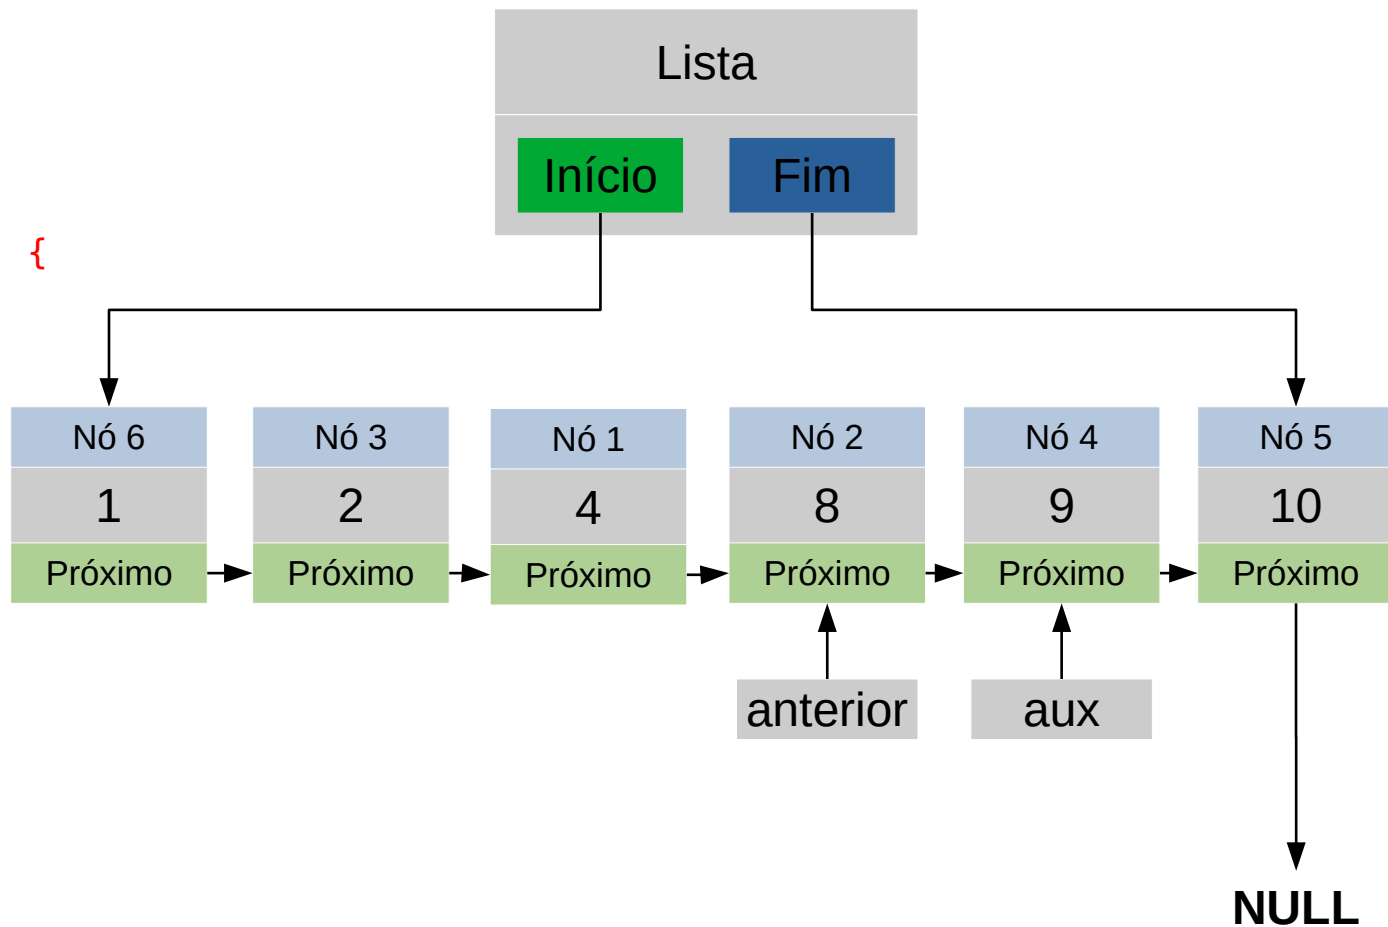 Lista
Início Fim
{
Nó 6 Nó 3 Nó 1 Nó 2 Nó 4 Nó 5
1 2 4 8 9 10
Próximo Próximo Próximo Próximo Próximo Próximo
anterior aux
NULL